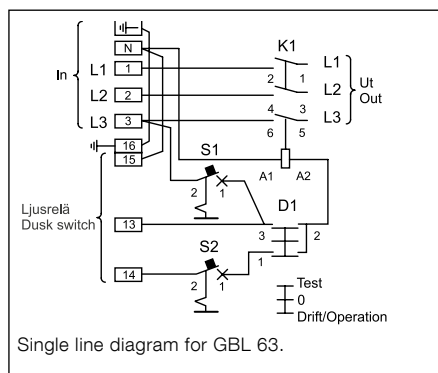 N
K1
In
L1 1 2 1 L1
Ut
Out
L2 2 4 3 L2
L3 3 6 5 L3
16
15
S1
A1 A2
2 1
D1
Ljusrelä
Dusk switch
13 3 2
S2
1
14 2 1
Test
0
Drift/Operation
Single line diagram for GBL 63.